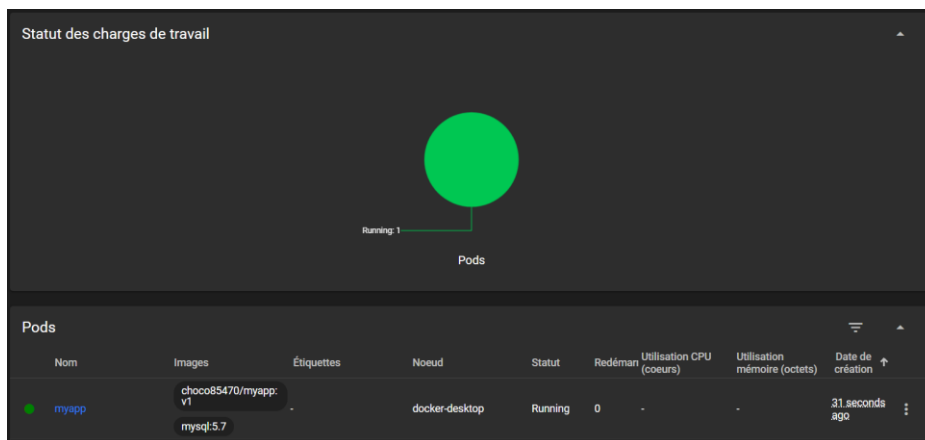 Statut des charges de travail
Running: 1
Pods
Pods
Nom Images Étiquettes Noeud Statut Redémar Utilisation CPU (coeurs) Utilisation mémoire (octets) Date de création
myapp choco85470/myapp:v1 - docker-desktop Running 0 - - 31 seconds ago
mysql:5.7